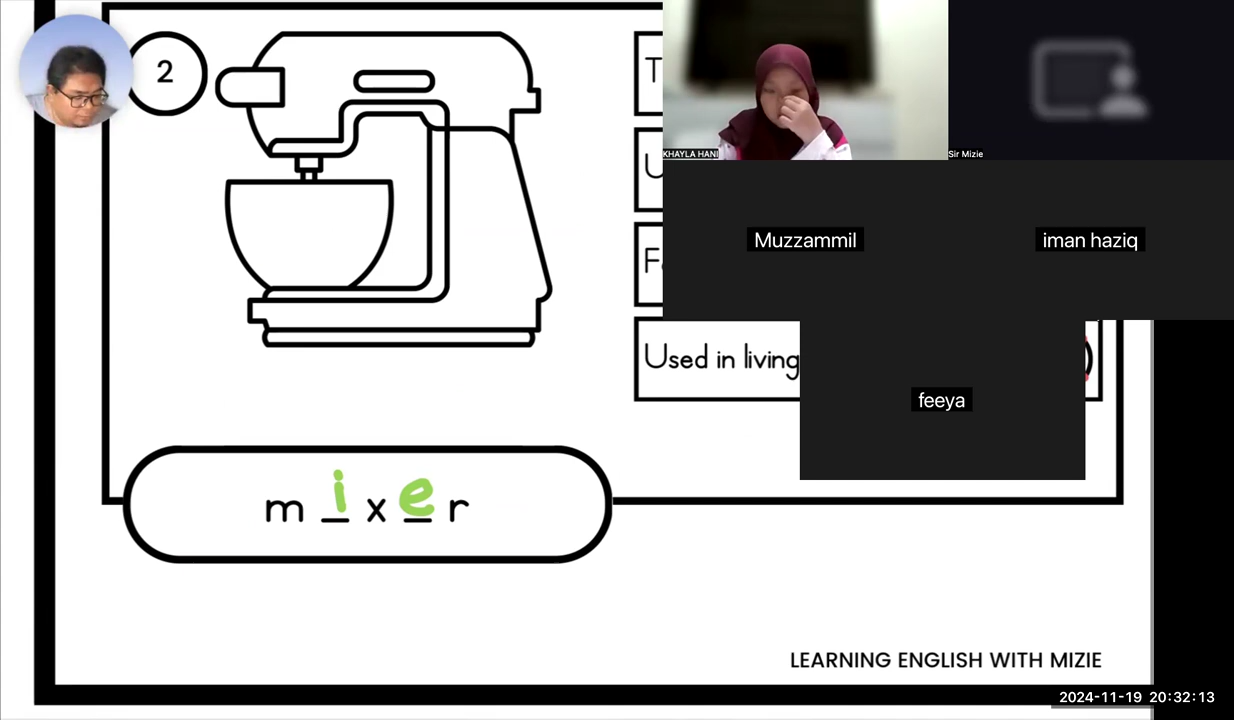 2
T
U
F
Used in living
m i x e r
LEARNING ENGLISH WITH MIZIE
KHAYLA HANI
Sir Mizie
Muzzammil
iman haziq
feeya
2024-11-19 20:32:13